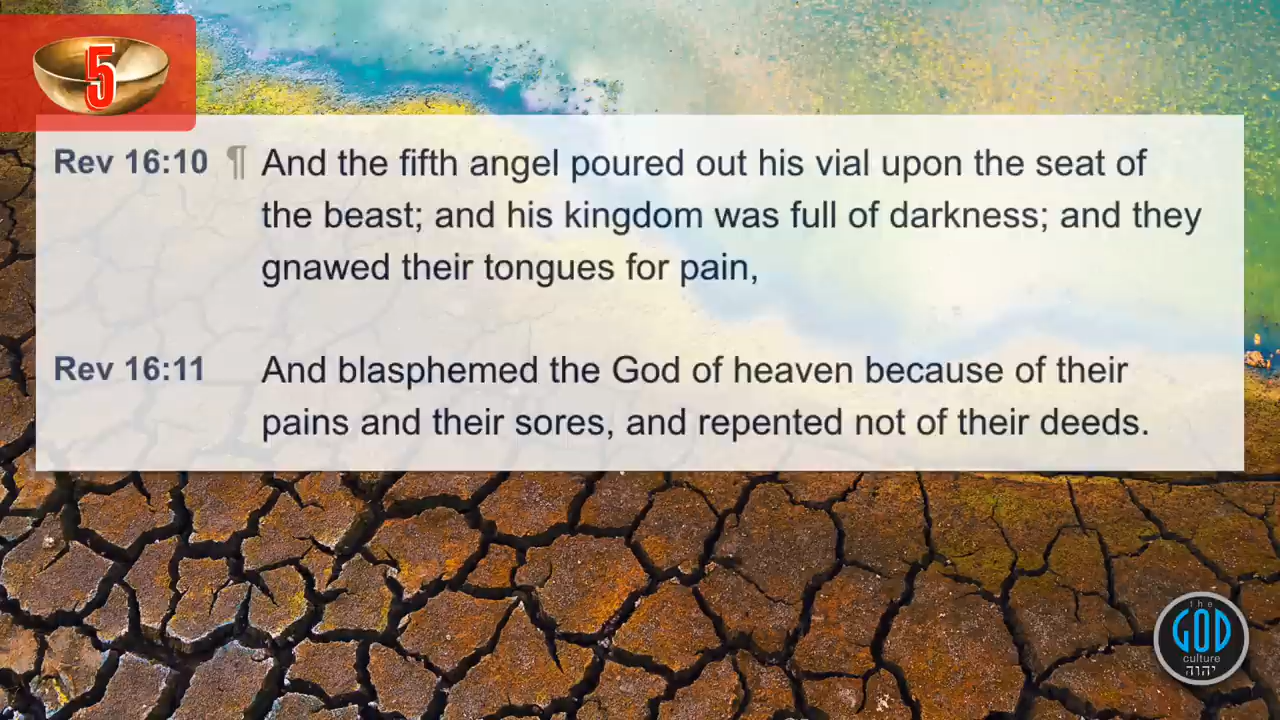 5
Rev 16:10 ¶ And the fifth angel poured out his vial upon the seat of
the beast; and his kingdom was full of darkness; and they
gnawed their tongues for pain,
Rev 16:11 And blasphemed the God of heaven because of their
pains and their sores, and repented not of their deeds.
the
GOD
culture
יהוה